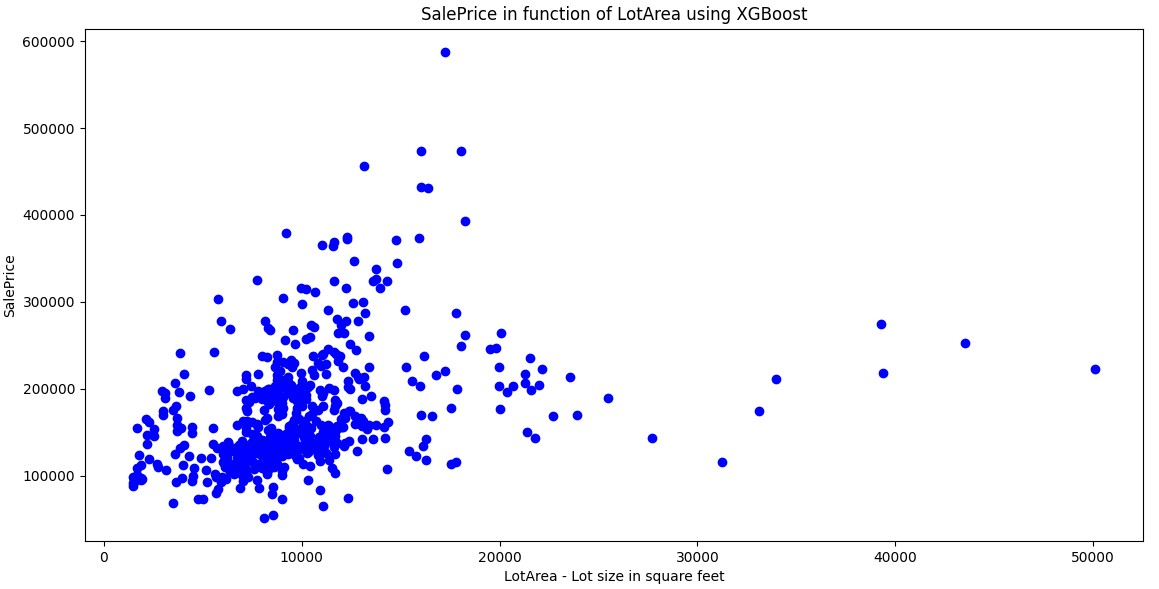 SalePrice in function of LotArea using XGBoost
600000
500000
400000
300000
200000
100000
SalePrice
0 10000 20000 30000 40000 50000
LotArea - Lot size in square feet